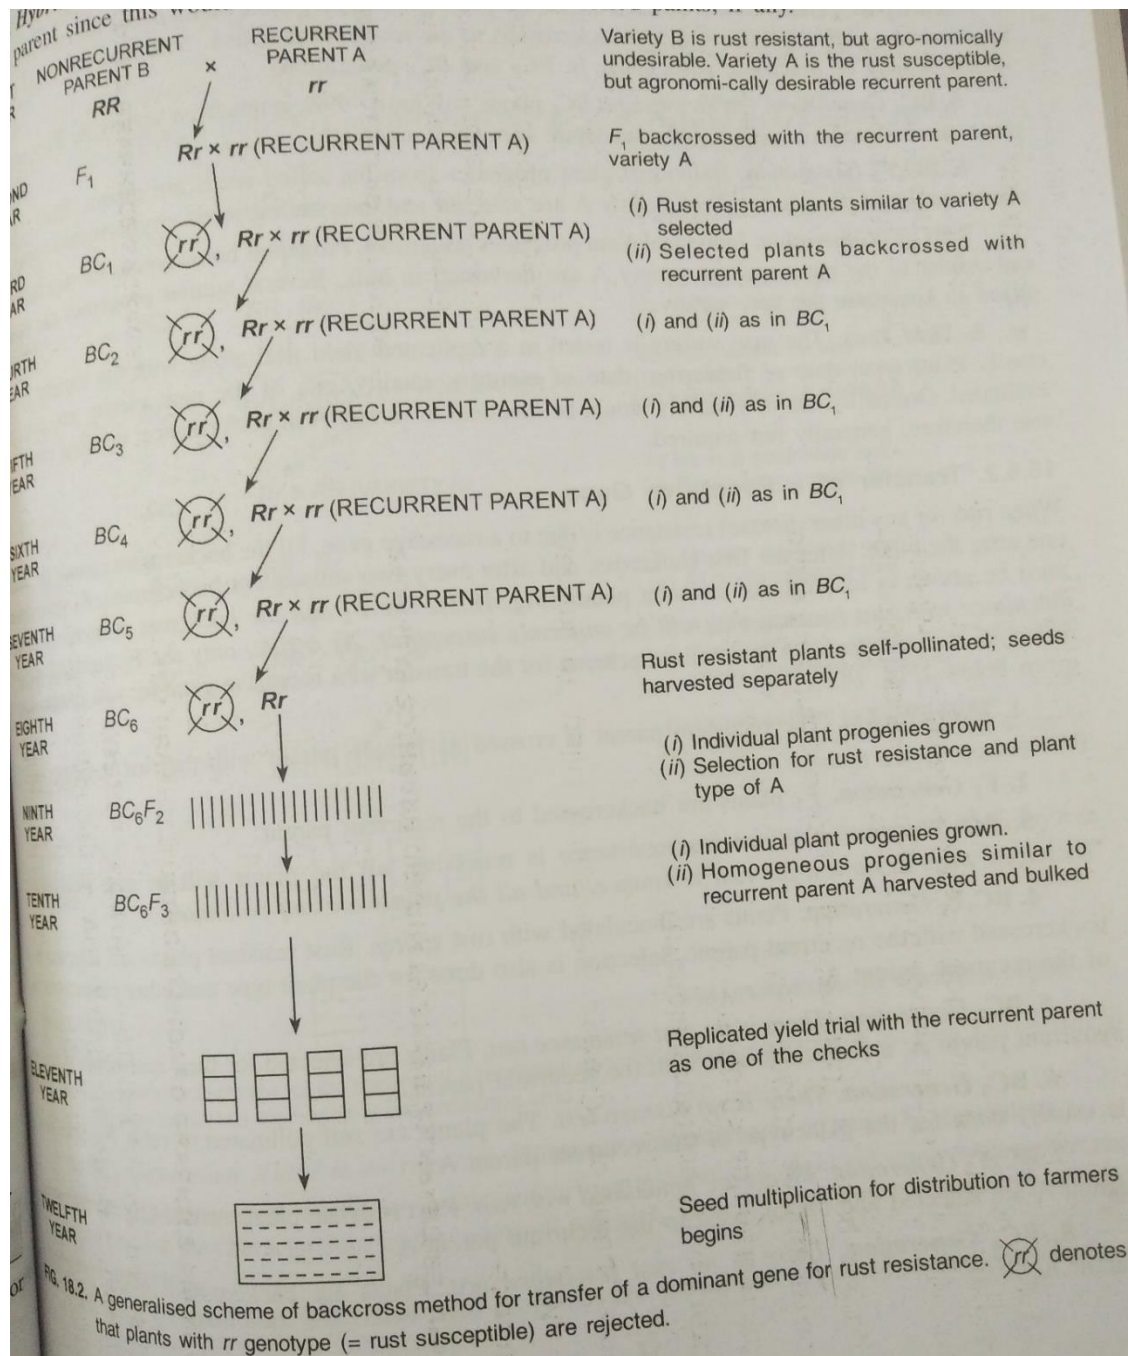 parent since this
NONRECURRENT
PARENT B
RR
×
RECURRENT
PARENT A
rr
Variety B is rust resistant, but agro-nomically
undesirable. Variety A is the rust susceptible,
but agronomi-cally desirable recurrent parent.
F₁
Rr × rr (RECURRENT PARENT A)
F₁ backcrossed with the recurrent parent,
variety A
BC₁
rr, Rr × rr (RECURRENT PARENT A)
(i) Rust resistant plants similar to variety A
selected
(ii) Selected plants backcrossed with
recurrent parent A
BC₂
rr, Rr × rr (RECURRENT PARENT A)
(i) and (ii) as in BC₁
BC₃
rr, Rr × rr (RECURRENT PARENT A)
(i) and (ii) as in BC₁
SIXTH
YEAR
BC₄
rr, Rr × rr (RECURRENT PARENT A)
(i) and (ii) as in BC₁
SEVENTH
YEAR
BC₅
rr, Rr × rr (RECURRENT PARENT A)
(i) and (ii) as in BC₁
EIGHTH
YEAR
BC₆
rr, Rr
Rust resistant plants self-pollinated; seeds
harvested separately
NINTH
YEAR
BC₆F₂
(i) Individual plant progenies grown
(ii) Selection for rust resistance and plant
type of A
TENTH
YEAR
BC₆F₃
(i) Individual plant progenies grown.
(ii) Homogeneous progenies similar to
recurrent parent A harvested and bulked
ELEVENTH
YEAR
Replicated yield trial with the recurrent parent
as one of the checks
TWELFTH
YEAR
Seed multiplication for distribution to farmers
begins
FIG. 18.2. A generalised scheme of backcross method for transfer of a dominant gene for rust resistance. rr denotes
that plants with rr genotype (= rust susceptible) are rejected.